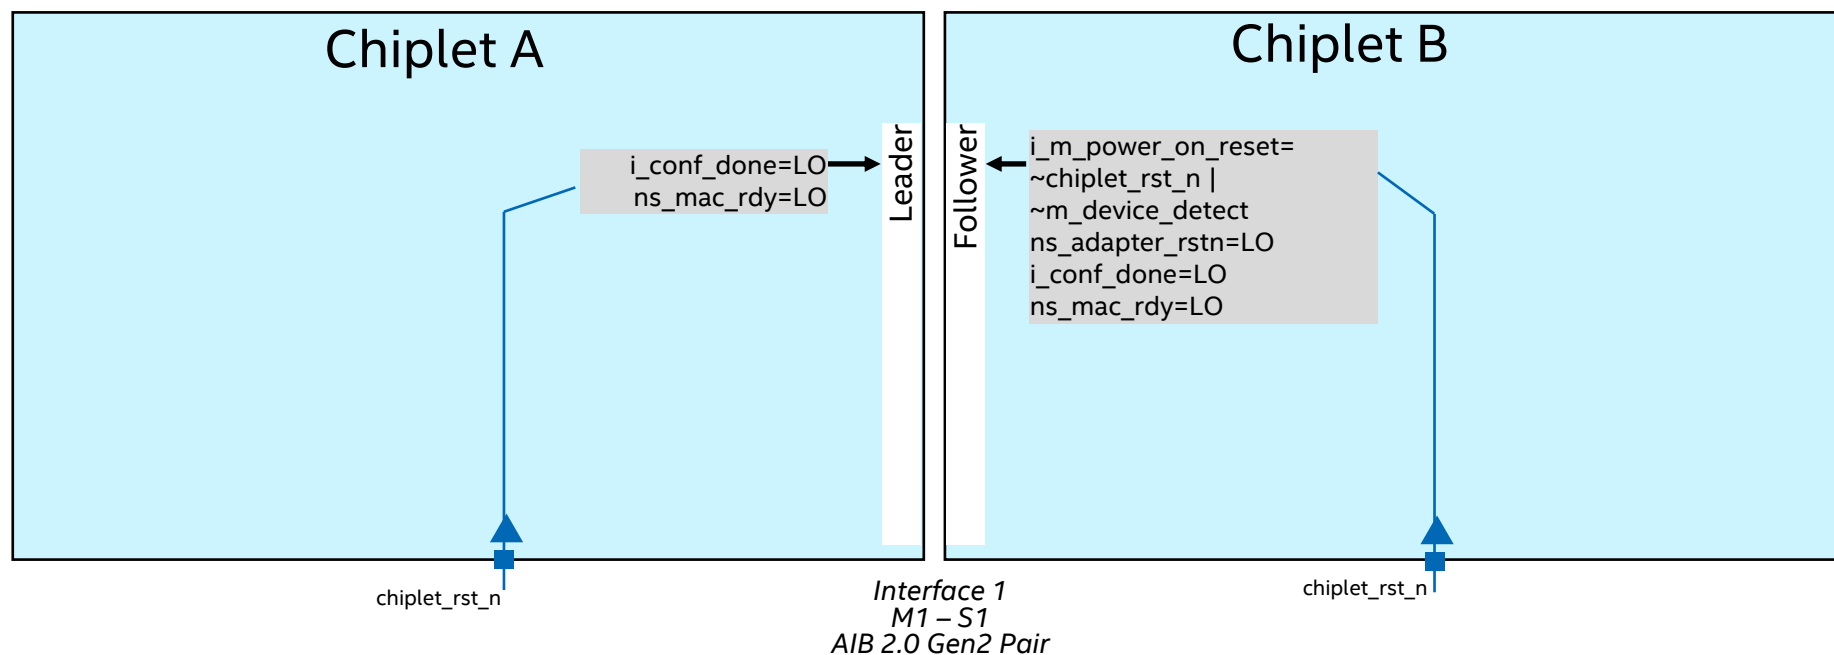 Chiplet A
i_conf_done=LO
ns_mac_rdy=LO
Leader
chiplet_rst_n
Chiplet B
Follower
i_m_power_on_reset=
~chiplet_rst_n |
~m_device_detect
ns_adapter_rstn=LO
i_conf_done=LO
ns_mac_rdy=LO
chiplet_rst_n
Interface 1
M1 – S1
AIB 2.0 Gen2 Pair